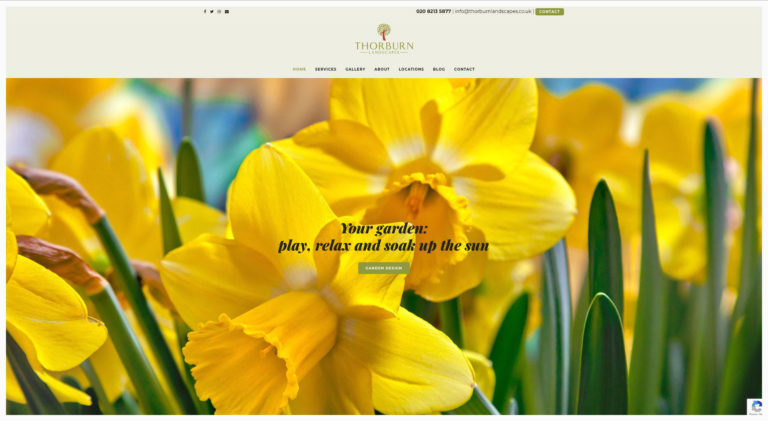 020 8213 5877 | info@thorburnlandscapes.co.uk | CONTACT
THORBURN
LANDSCAPES
HOME SERVICES GALLERY ABOUT LOCATIONS BLOG CONTACT
Your garden:
play, relax and soak up the sun
GARDEN DESIGN